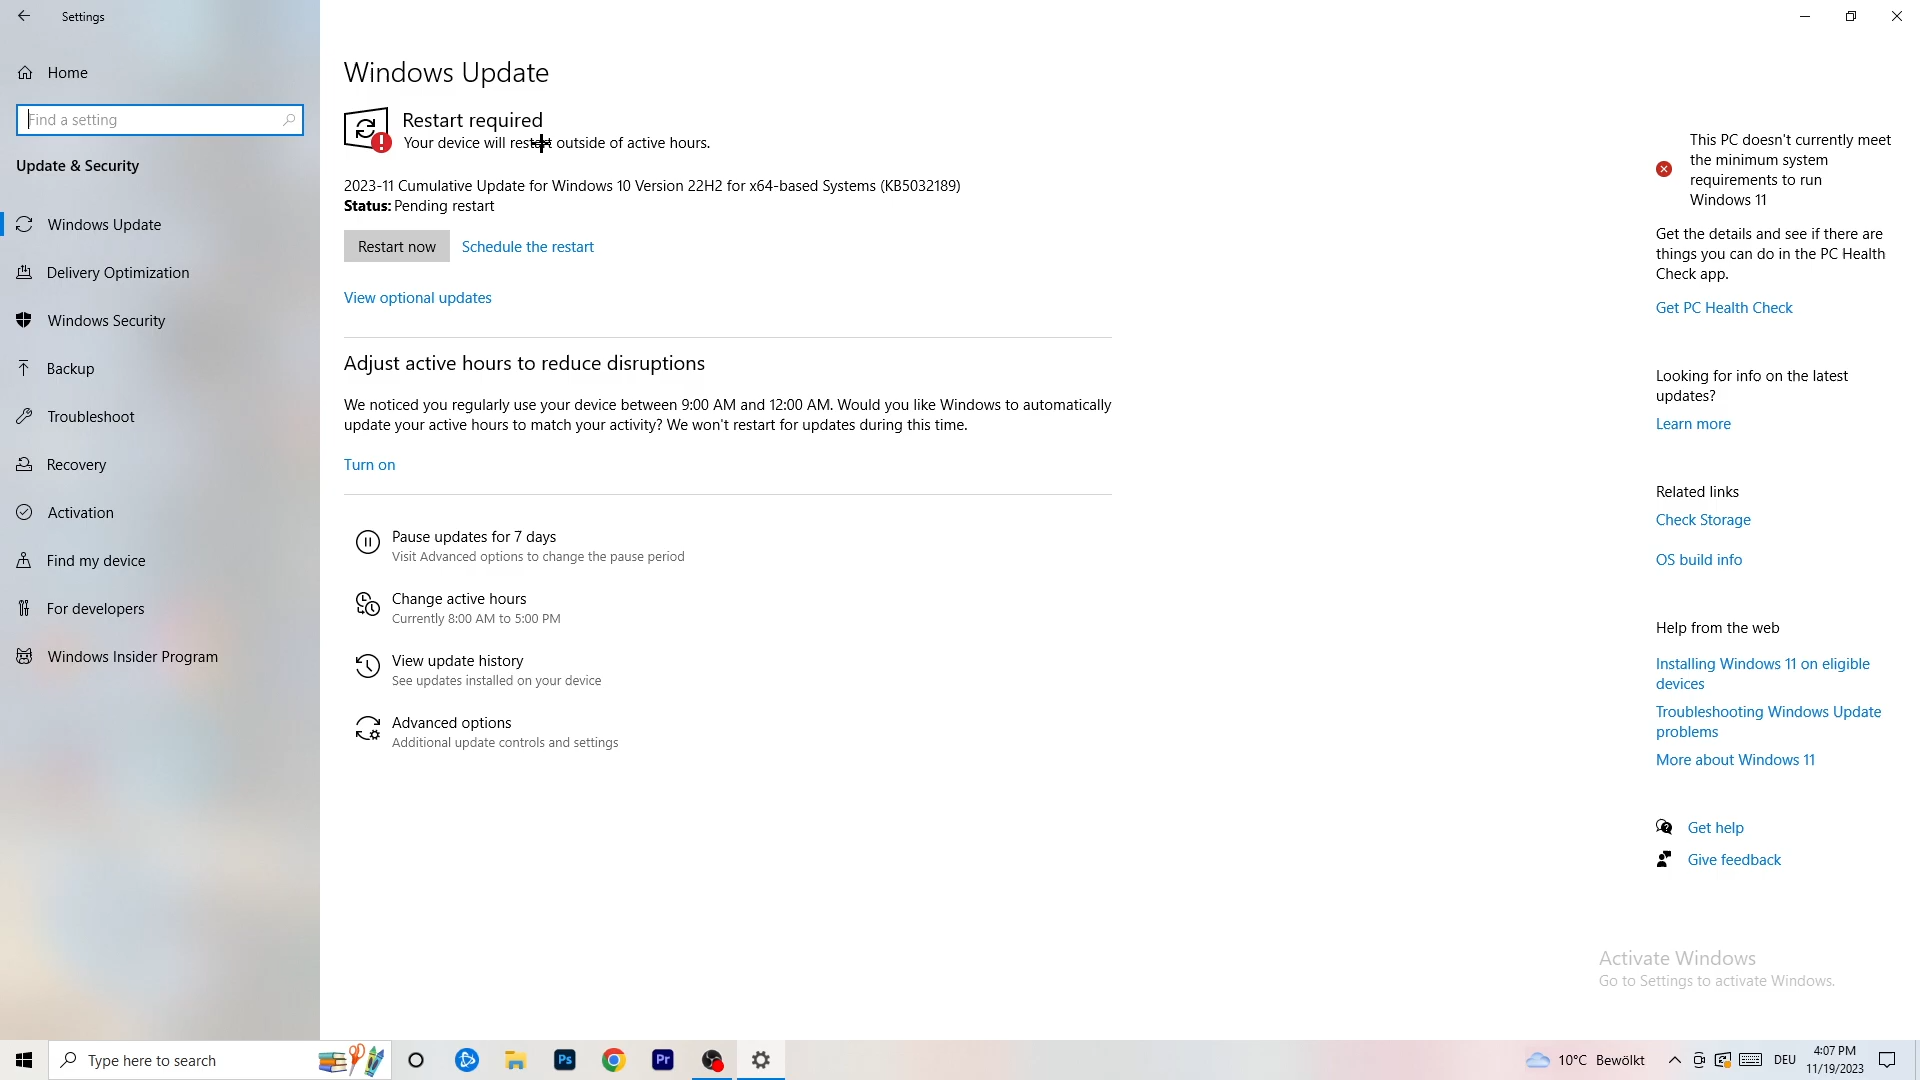 Settings
Home
Find a setting
Update & Security
Windows Update
Delivery Optimization
Windows Security
Backup
Troubleshoot
Recovery
Activation
Find my device
For developers
Windows Insider Program
Windows Update
Restart required
Your device will restart outside of active hours.
2023-11 Cumulative Update for Windows 10 Version 22H2 for x64-based Systems (KB5032189)
Status: Pending restart
Restart now
Schedule the restart
View optional updates
Adjust active hours to reduce disruptions
We noticed you regularly use your device between 9:00 AM and 12:00 AM. Would you like Windows to automatically
update your active hours to match your activity? We won't restart for updates during this time.
Turn on
Pause updates for 7 days
Visit Advanced options to change the pause period
Change active hours
Currently 8:00 AM to 5:00 PM
View update history
See updates installed on your device
Advanced options
Additional update controls and settings
This PC doesn't currently meet
the minimum system
requirements to run
Windows 11
Get the details and see if there are
things you can do in the PC Health
Check app.
Get PC Health Check
Looking for info on the latest
updates?
Learn more
Related links
Check Storage
OS build info
Help from the web
Installing Windows 11 on eligible
devices
Troubleshooting Windows Update
problems
More about Windows 11
Get help
Give feedback
Activate Windows
Go to Settings to activate Windows.
Type here to search
Ps
Pr
10°C Bewölkt
DEU
4:07 PM
11/19/2023